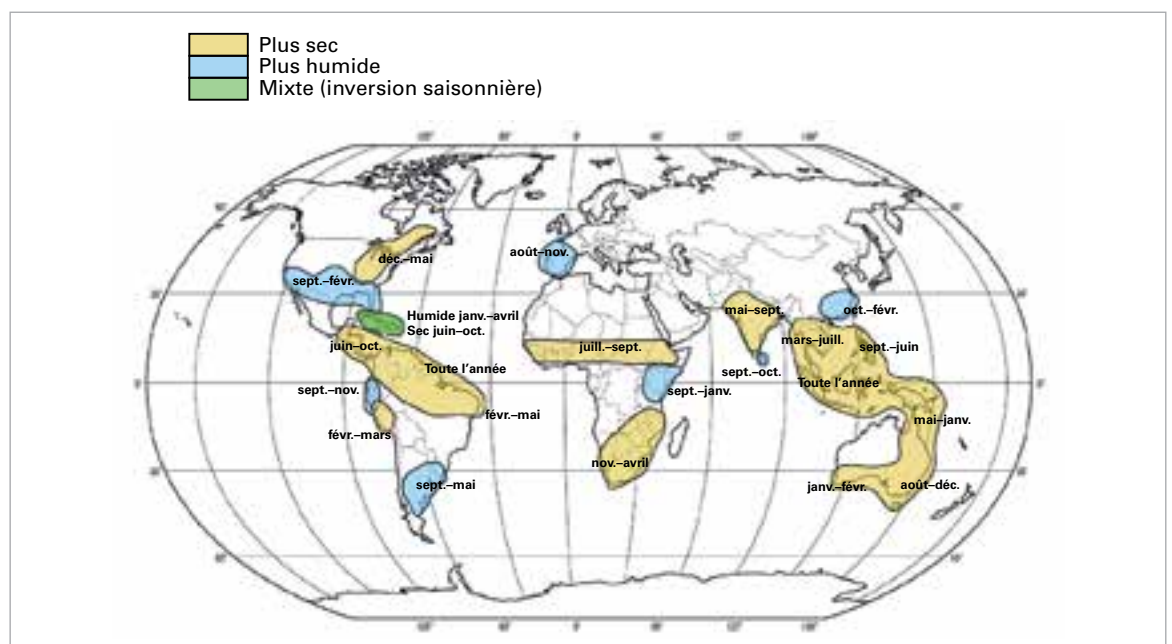 Plus sec
Plus humide
Mixte (inversion saisonnière)
déc.–mai
août–nov.
sept.–févr.
Humide janv.–avril
Sec juin–oct.
juin–oct.
Toute l'année
sept.–nov.
févr.–mai
févr.–mars
sept.–mai
juill.–sept.
sept.–janv.
nov.–avril
mai–sept.
sept.–oct.
oct.–févr.
mars–juill.
sept.–juin
Toute l'année
mai–janv.
janv.–févr.
août–déc.